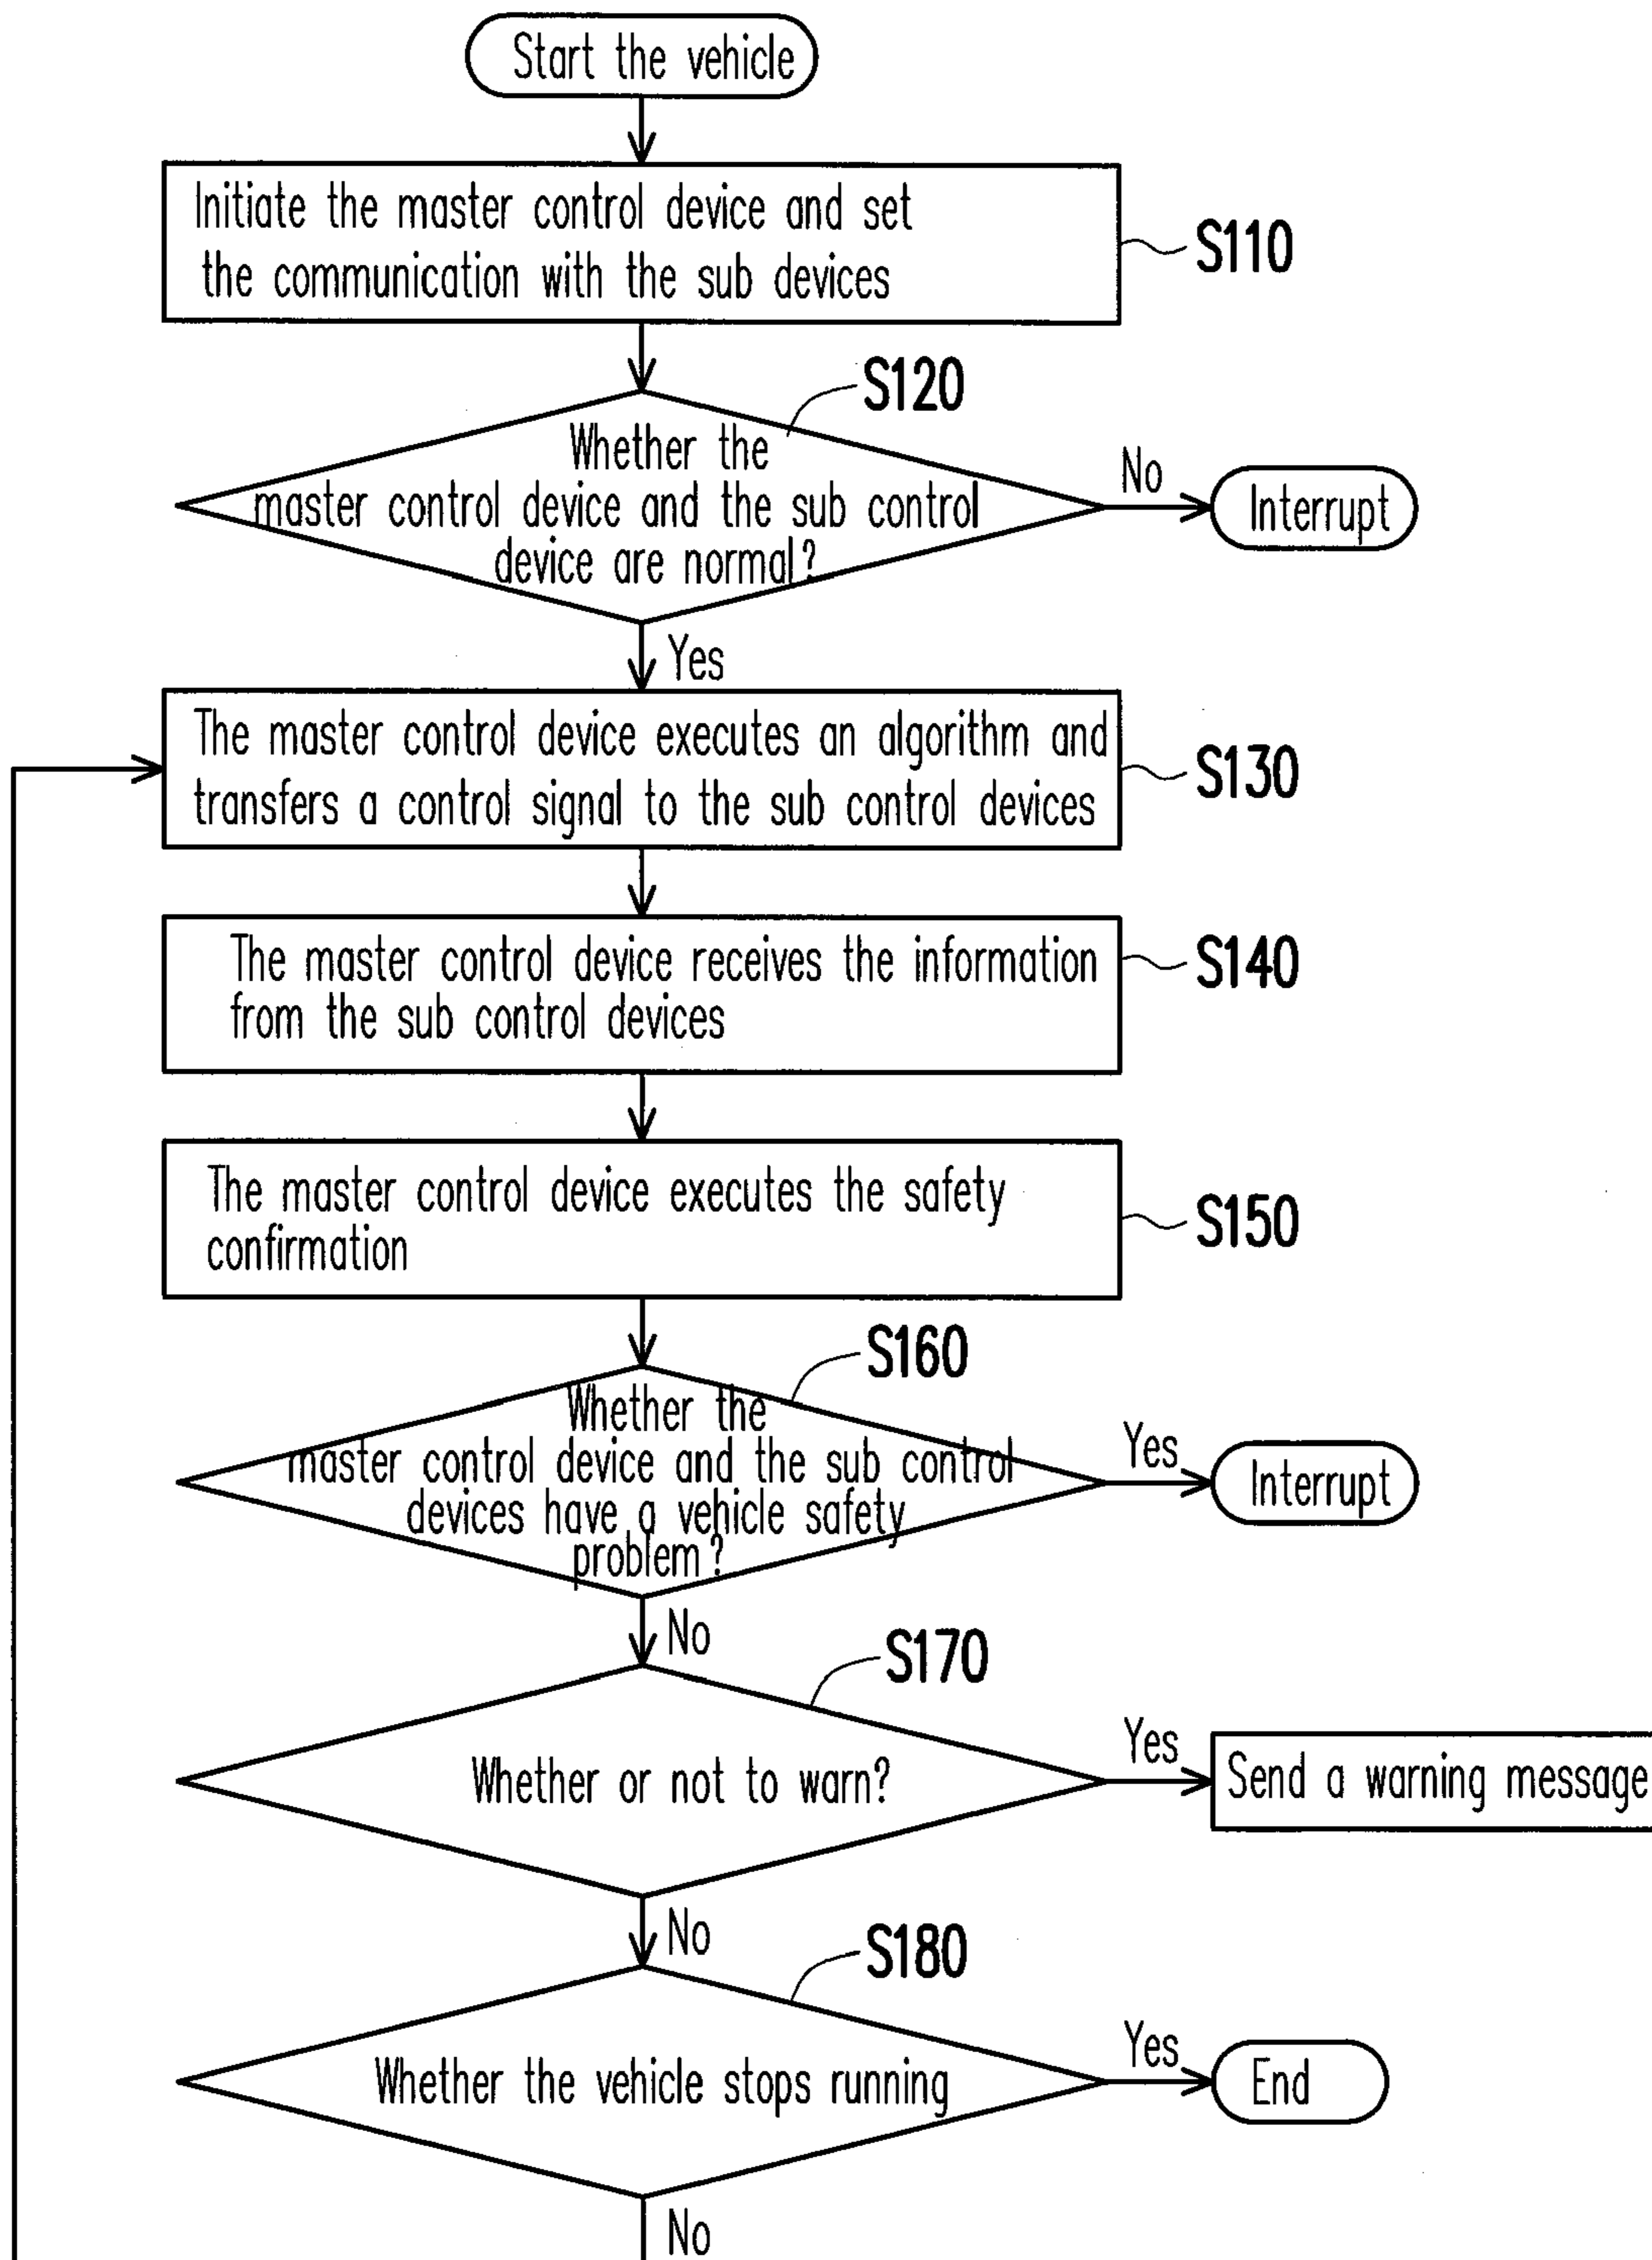 Start the vehicle
Initiate the master control device and set
the communication with the sub devices
S110
S120
Whether the
master control device and the sub control
device are normal?
No
Interrupt
Yes
The master control device executes an algorithm and
transfers a control signal to the sub control devices
S130
The master control device receives the information
from the sub control devices
S140
The master control device executes the safety
confirmation
S150
S160
Whether the
master control device and the sub control
devices have a vehicle safety
problem?
Yes
Interrupt
No
S170
Whether or not to warn?
Yes
Send a warning message
No
S180
Whether the vehicle stops running
Yes
End
No